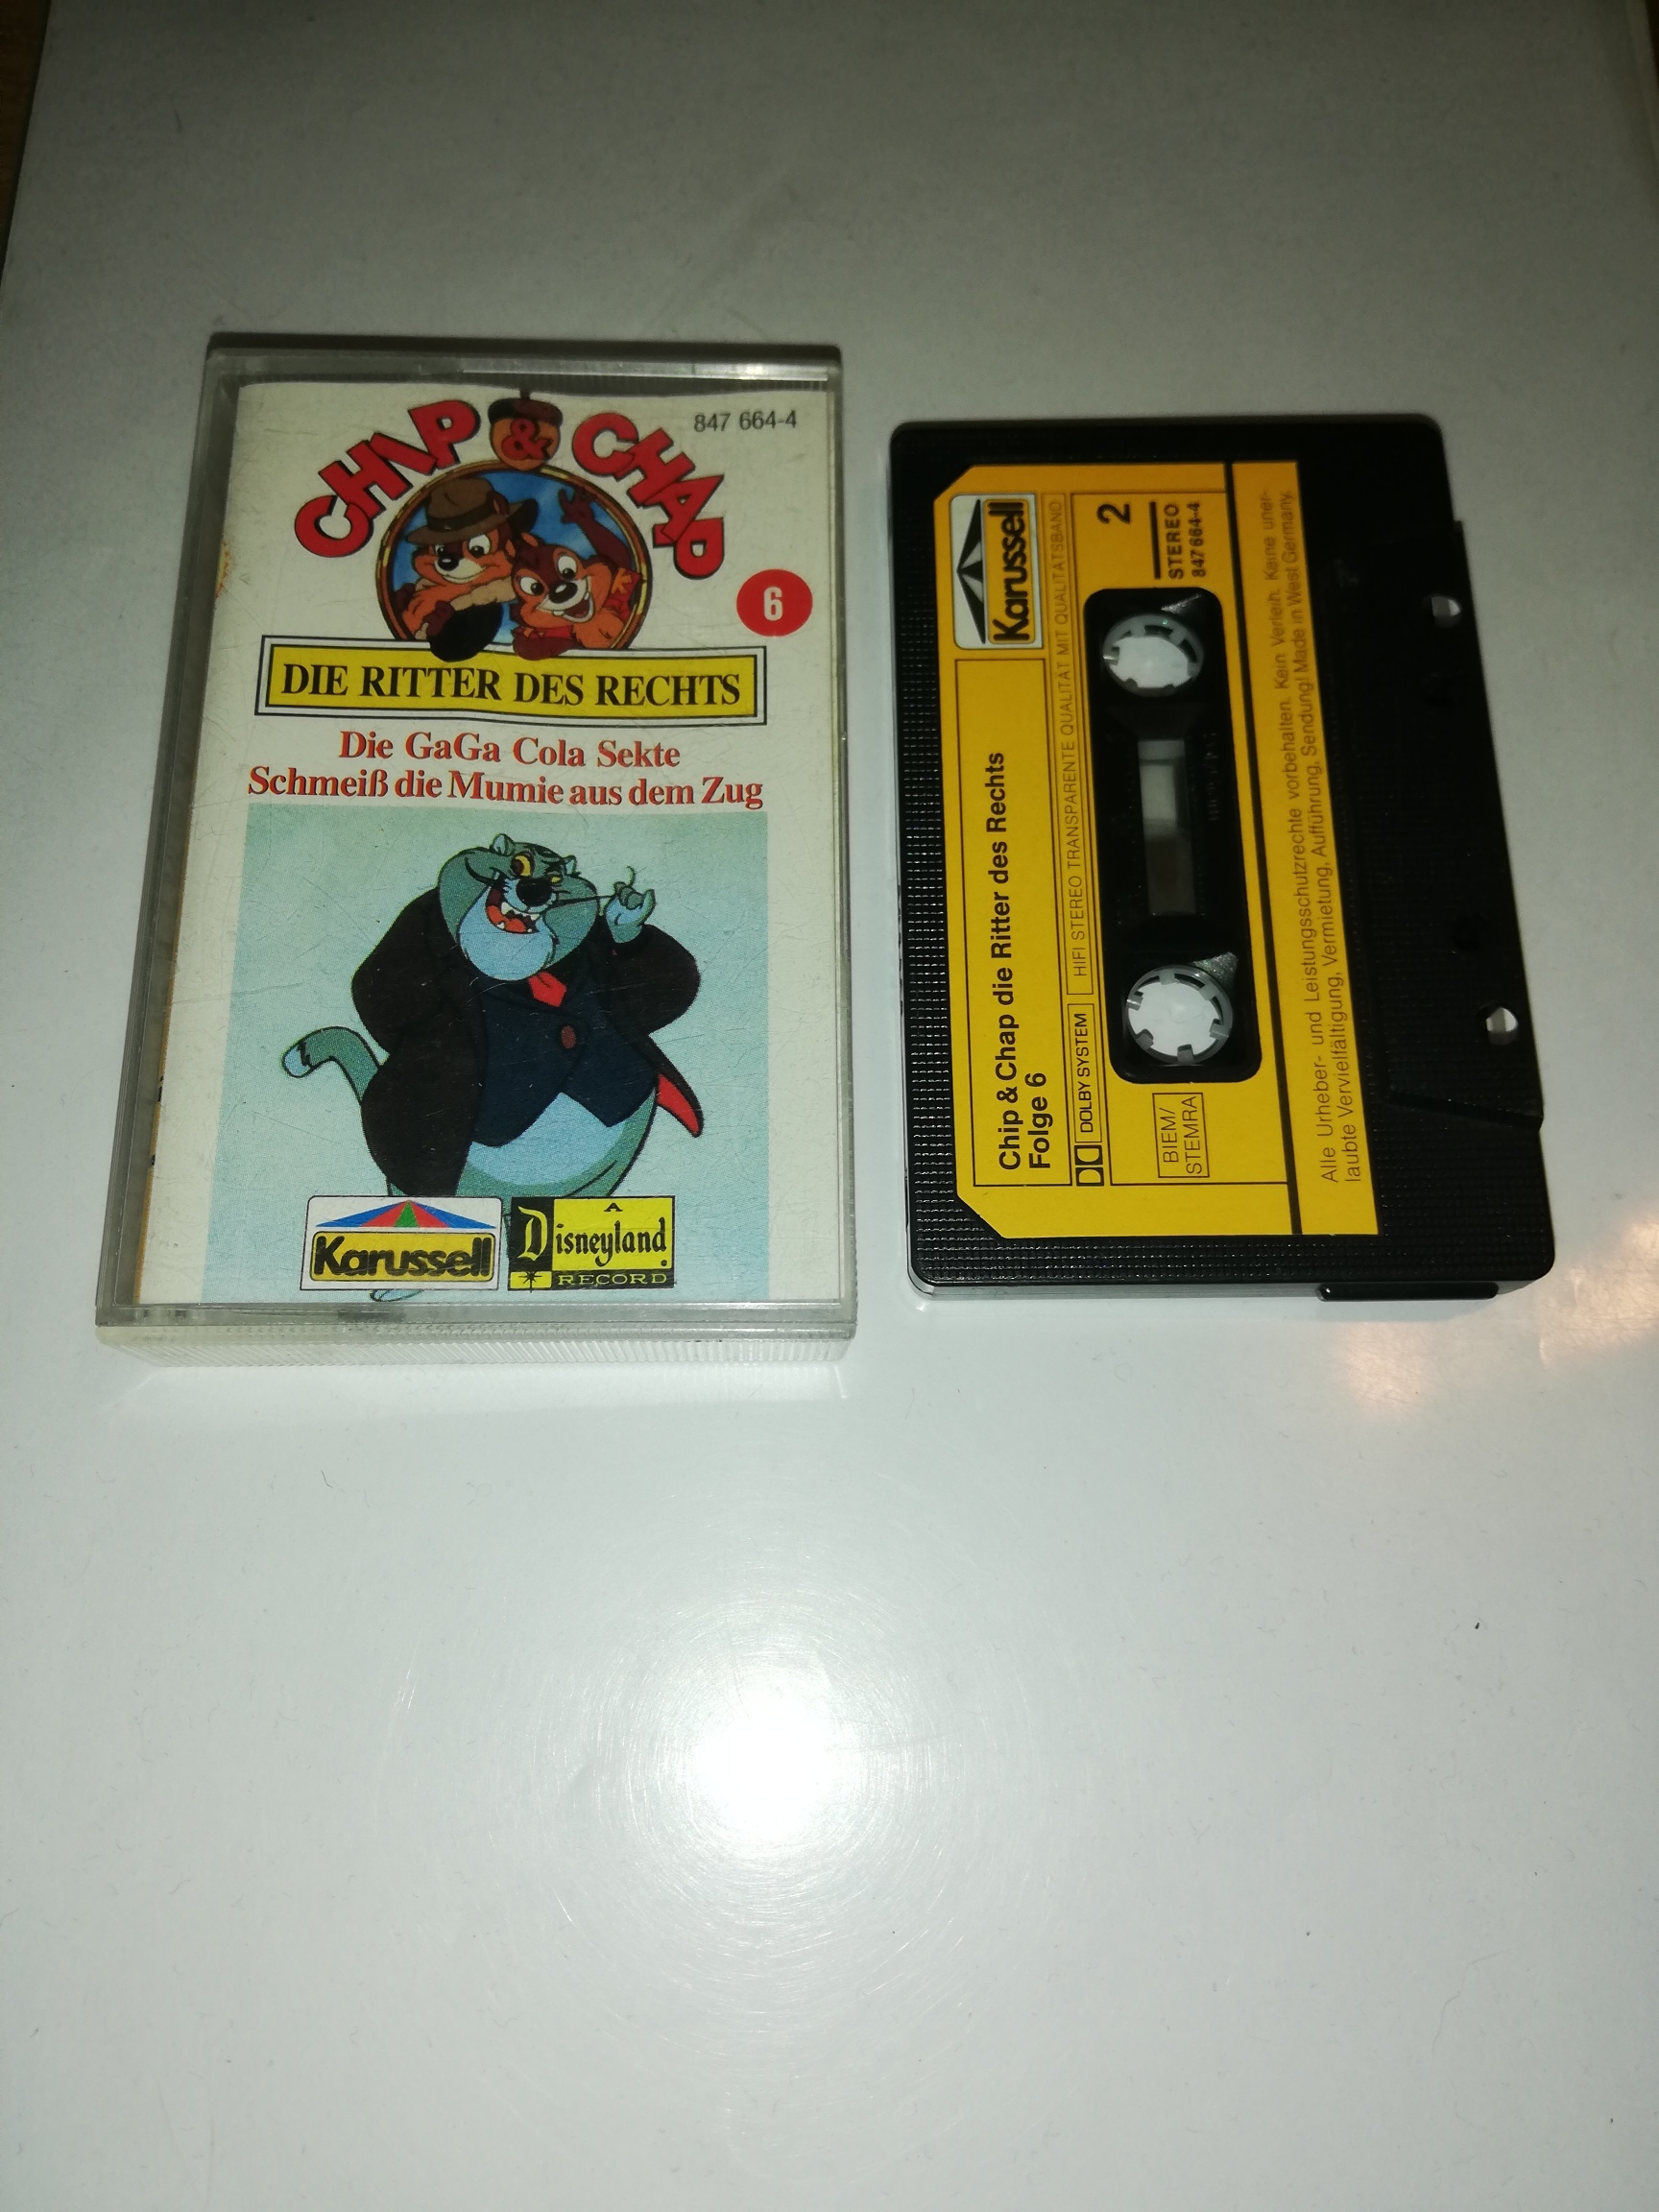 CHIP & CHAP
847 664-4
6
DIE RITTER DES RECHTS
Die GaGa Cola Sekte
Schmeiß die Mumie aus dem Zug
Karussell
A
Disneyland
RECORD
Karussell
Chip & Chap die Ritter des Rechts
Folge 6
DOLBY SYSTEM
HIFI STEREO TRANSPARENTE QUALITÄT MIT QUALITÄTSBAND
2
STEREO
847 664-4
BIEM/
STEMRA
Alle Urheber- und Leistungsschutzrechte vorbehalten. Kein Verleih. Keine uner-
laubte Vervielfältigung, Vermietung, Aufführung, Sendung! Made in West Germany.